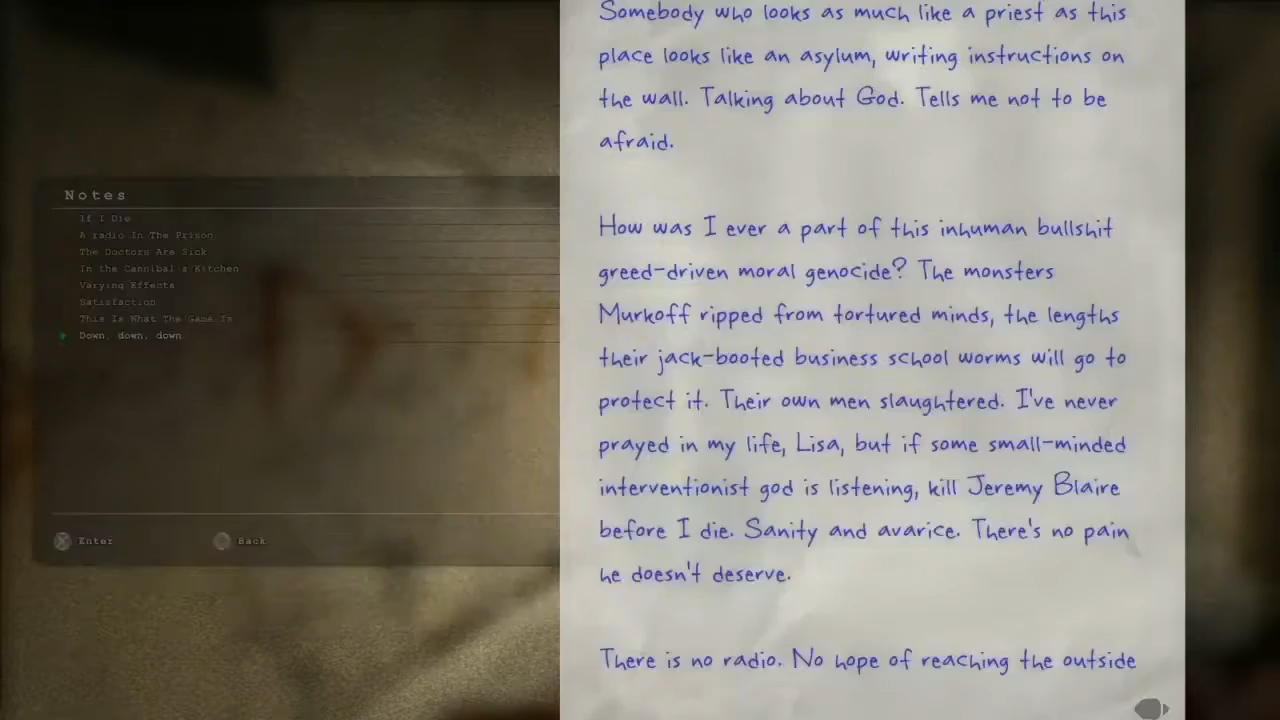 Somebody who looks as much like a priest as this
place looks like an asylum, writing instructions on
the wall. Talking about God. Tells me not to be
afraid.
How was I ever a part of this inhuman bullshit
greed-driven moral genocide? The monsters
Murkoff ripped from tortured minds, the lengths
their jack-booted business school worms will go to
protect it. Their own men slaughtered. I've never
prayed in my life, Lisa, but if some small-minded
interventionist god is listening, kill Jeremy Blaire
before I die. Sanity and avarice. There's no pain
he doesn't deserve.
There is no radio. No hope of reaching the outside
Notes
If I Die
A radio In The Prison
The Doctors Are Sick
In the Cannibal's Kitchen
Varying Effects
Satisfaction
This Is What The Game Is
Down, down, down
Enter
Back